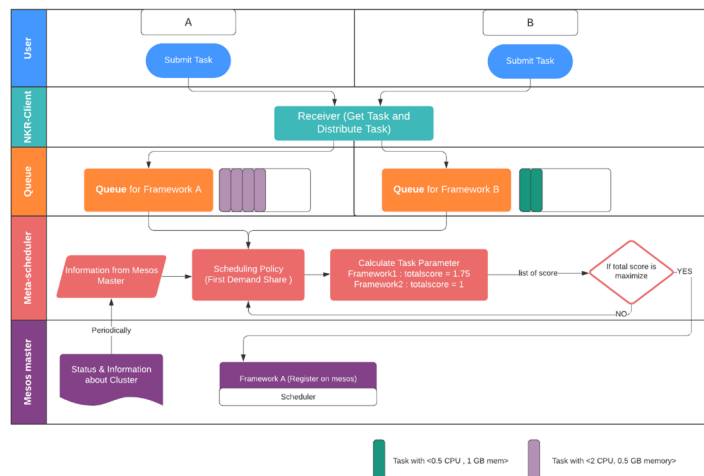 A
B
User
Submit Task
Submit Task
NKR-Client
Receiver (Get Task and
Distribute Task)
Queue
Queue for Framework A
Queue for Framework B
Meta-scheduler
Information from Mesos
Master
Scheduling Policy
(First Demand Share )
Calculate Task Parameter
Framework1 : totalscore = 1.75
Framework2 : totalscore = 1
list of score
If total score is
maximize
YES
NO
Periodically
Mesos master
Status & Information
about Cluster
Framework A (Register on mesos)
Scheduler
Task with <0.5 CPU , 1 GB mem>
Task with <2 CPU, 0.5 GB memory>